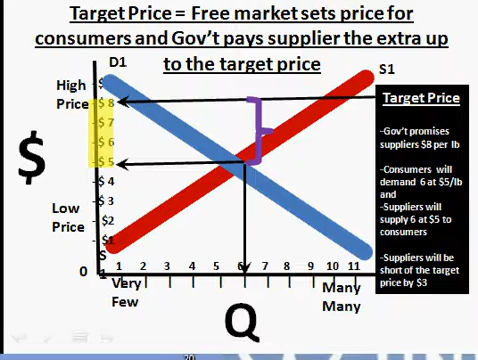 Target Price = Free market sets price for
consumers and Gov't pays supplier the extra up
to the target price
D1
S1
High
Price
$ 8
$ 7
$ 6
$ 5
$ 4
$ 3
$2
$1
$
Low
Price
0
1 2 3 4 5 6 7 8 9 10 11
Very
Few
Many
Many
Q
Target Price
-Gov't promises
suppliers $8 per lb
-Consumers will
demand 6 at $5/lb
and
-Suppliers will
supply 6 at $5 to
consumers
-Suppliers will be
short of the target
price by $3
20